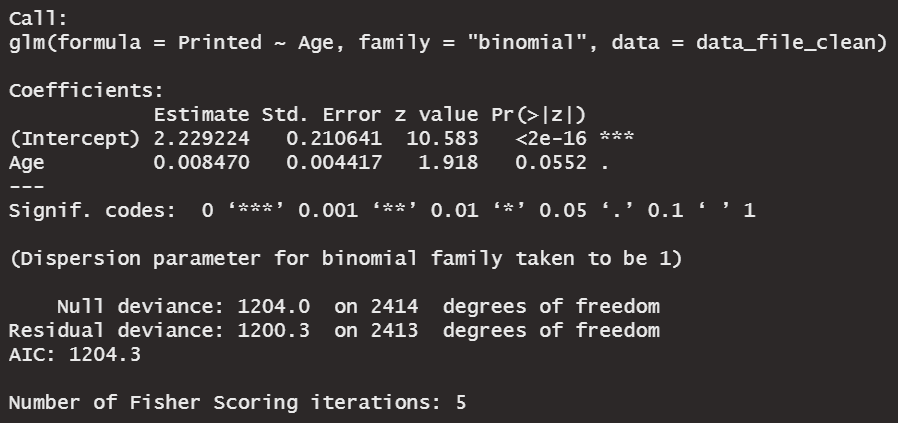 Call:
glm(formula = Printed ~ Age, family = "binomial", data = data_file_clean)
Coefficients:
Estimate Std. Error z value Pr(>|z|)
(Intercept) 2.229224 0.210641 10.583 <2e-16 ***
Age 0.008470 0.004417 1.918 0.0552 .
---
Signif. codes: 0 ‘***’ 0.001 ‘**’ 0.01 ‘*’ 0.05 ‘.’ 0.1 ‘ ’ 1
(Dispersion parameter for binomial family taken to be 1)
Null deviance: 1204.0 on 2414 degrees of freedom
Residual deviance: 1200.3 on 2413 degrees of freedom
AIC: 1204.3
Number of Fisher Scoring iterations: 5